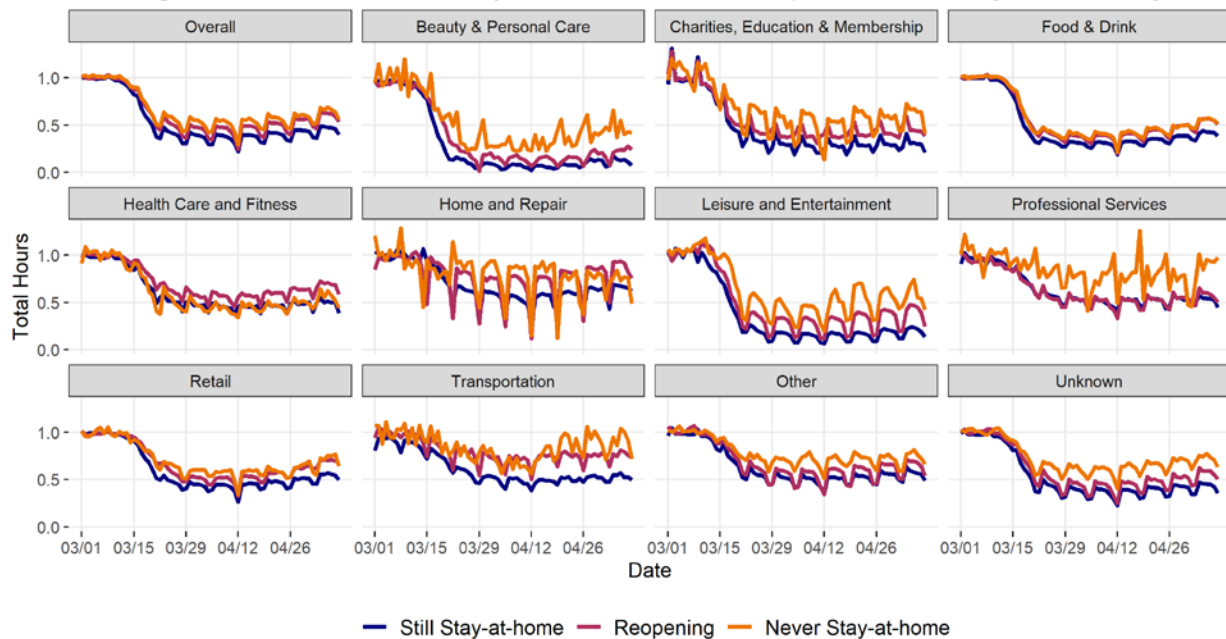 Overall
Beauty & Personal Care
Charities, Education & Membership
Food & Drink
1.0
0.5
0.0
Health Care and Fitness
Home and Repair
Leisure and Entertainment
Professional Services
1.0
0.5
0.0
Total Hours
Retail
Transportation
Other
Unknown
1.0
0.5
0.0
03/01 03/15 03/29 04/12 04/26 03/01 03/15 03/29 04/12 04/26 03/01 03/15 03/29 04/12 04/26 03/01 03/15 03/29 04/12 04/26
Date
Still Stay-at-home Reopening Never Stay-at-home